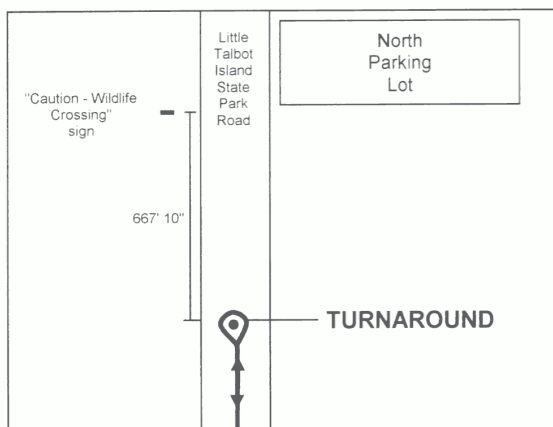 Little
Talbot
Island
State
Park
Road
North
Parking
Lot
"Caution - Wildlife
Crossing"
sign
667' 10"
TURNAROUND